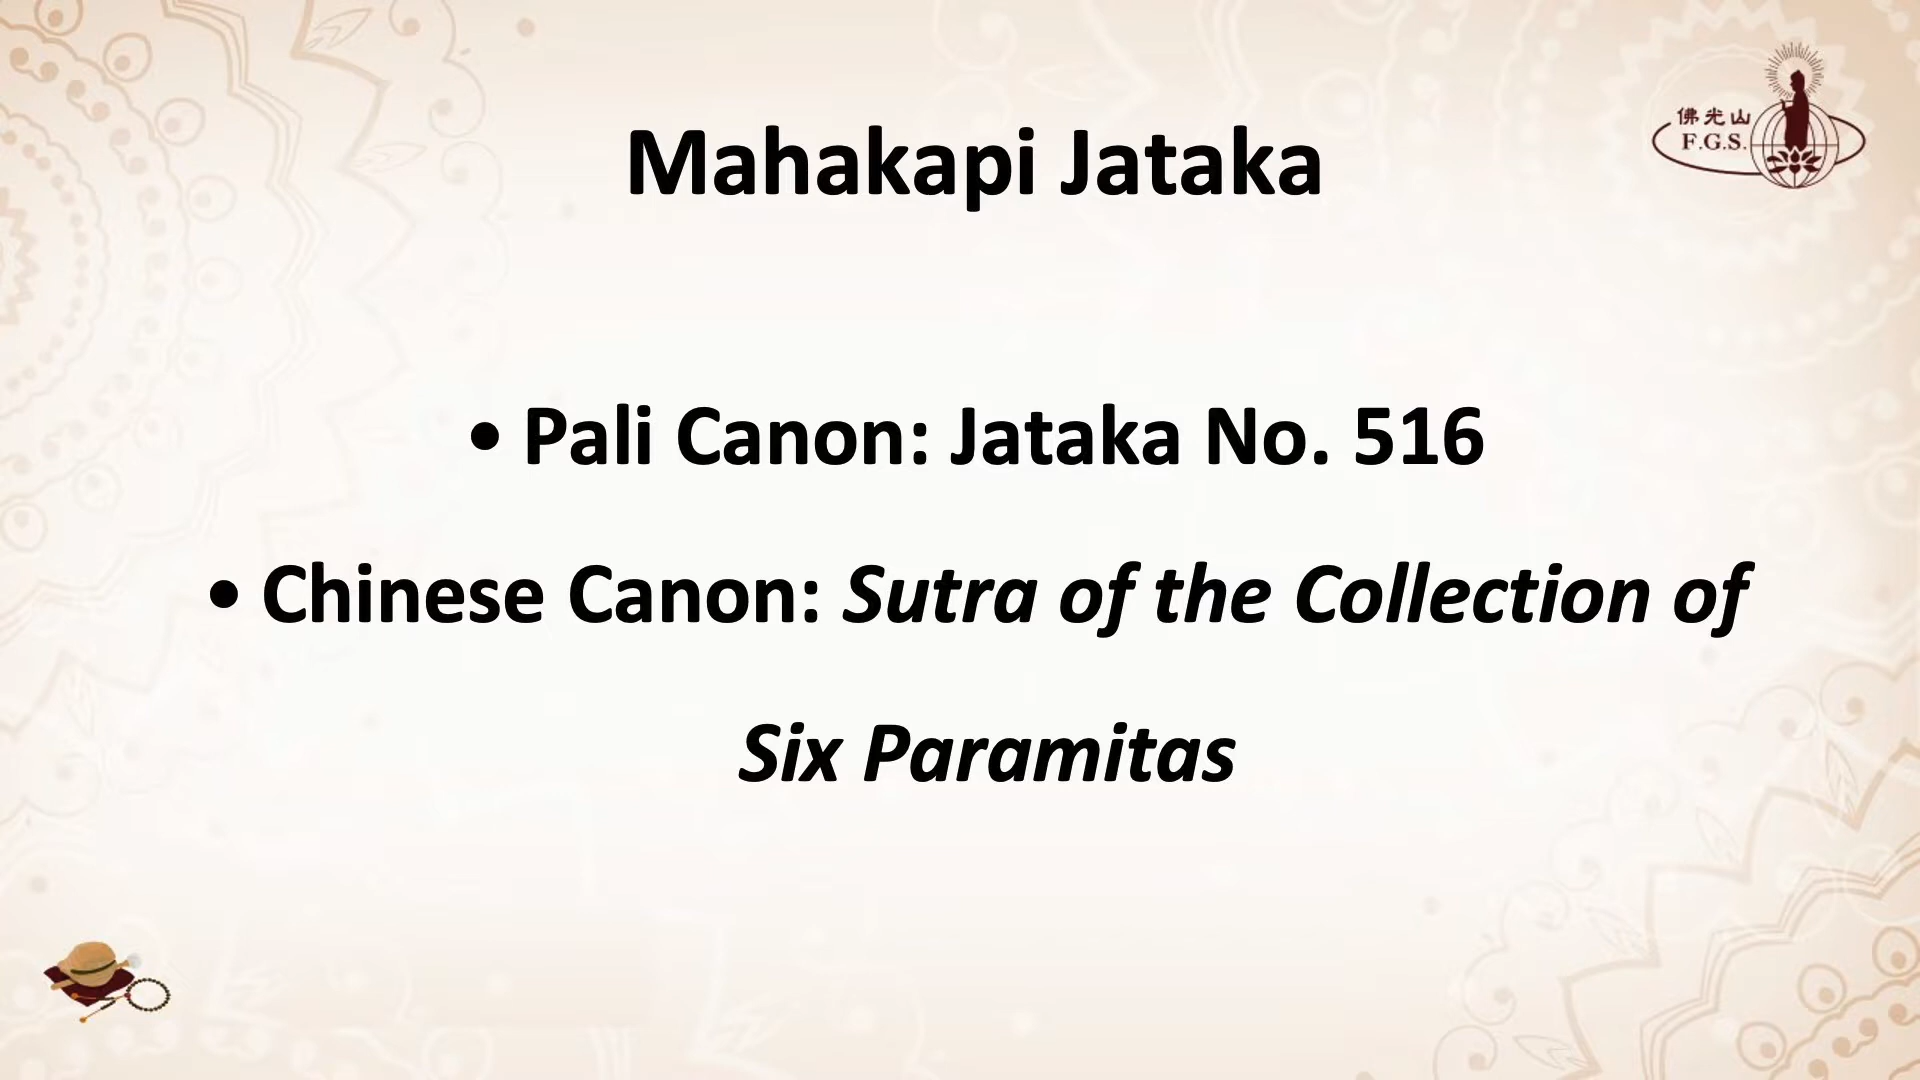 Mahakapi Jataka
佛光山
F.G.S.
• Pali Canon: Jataka No. 516
• Chinese Canon: Sutra of the Collection of
Six Paramitas